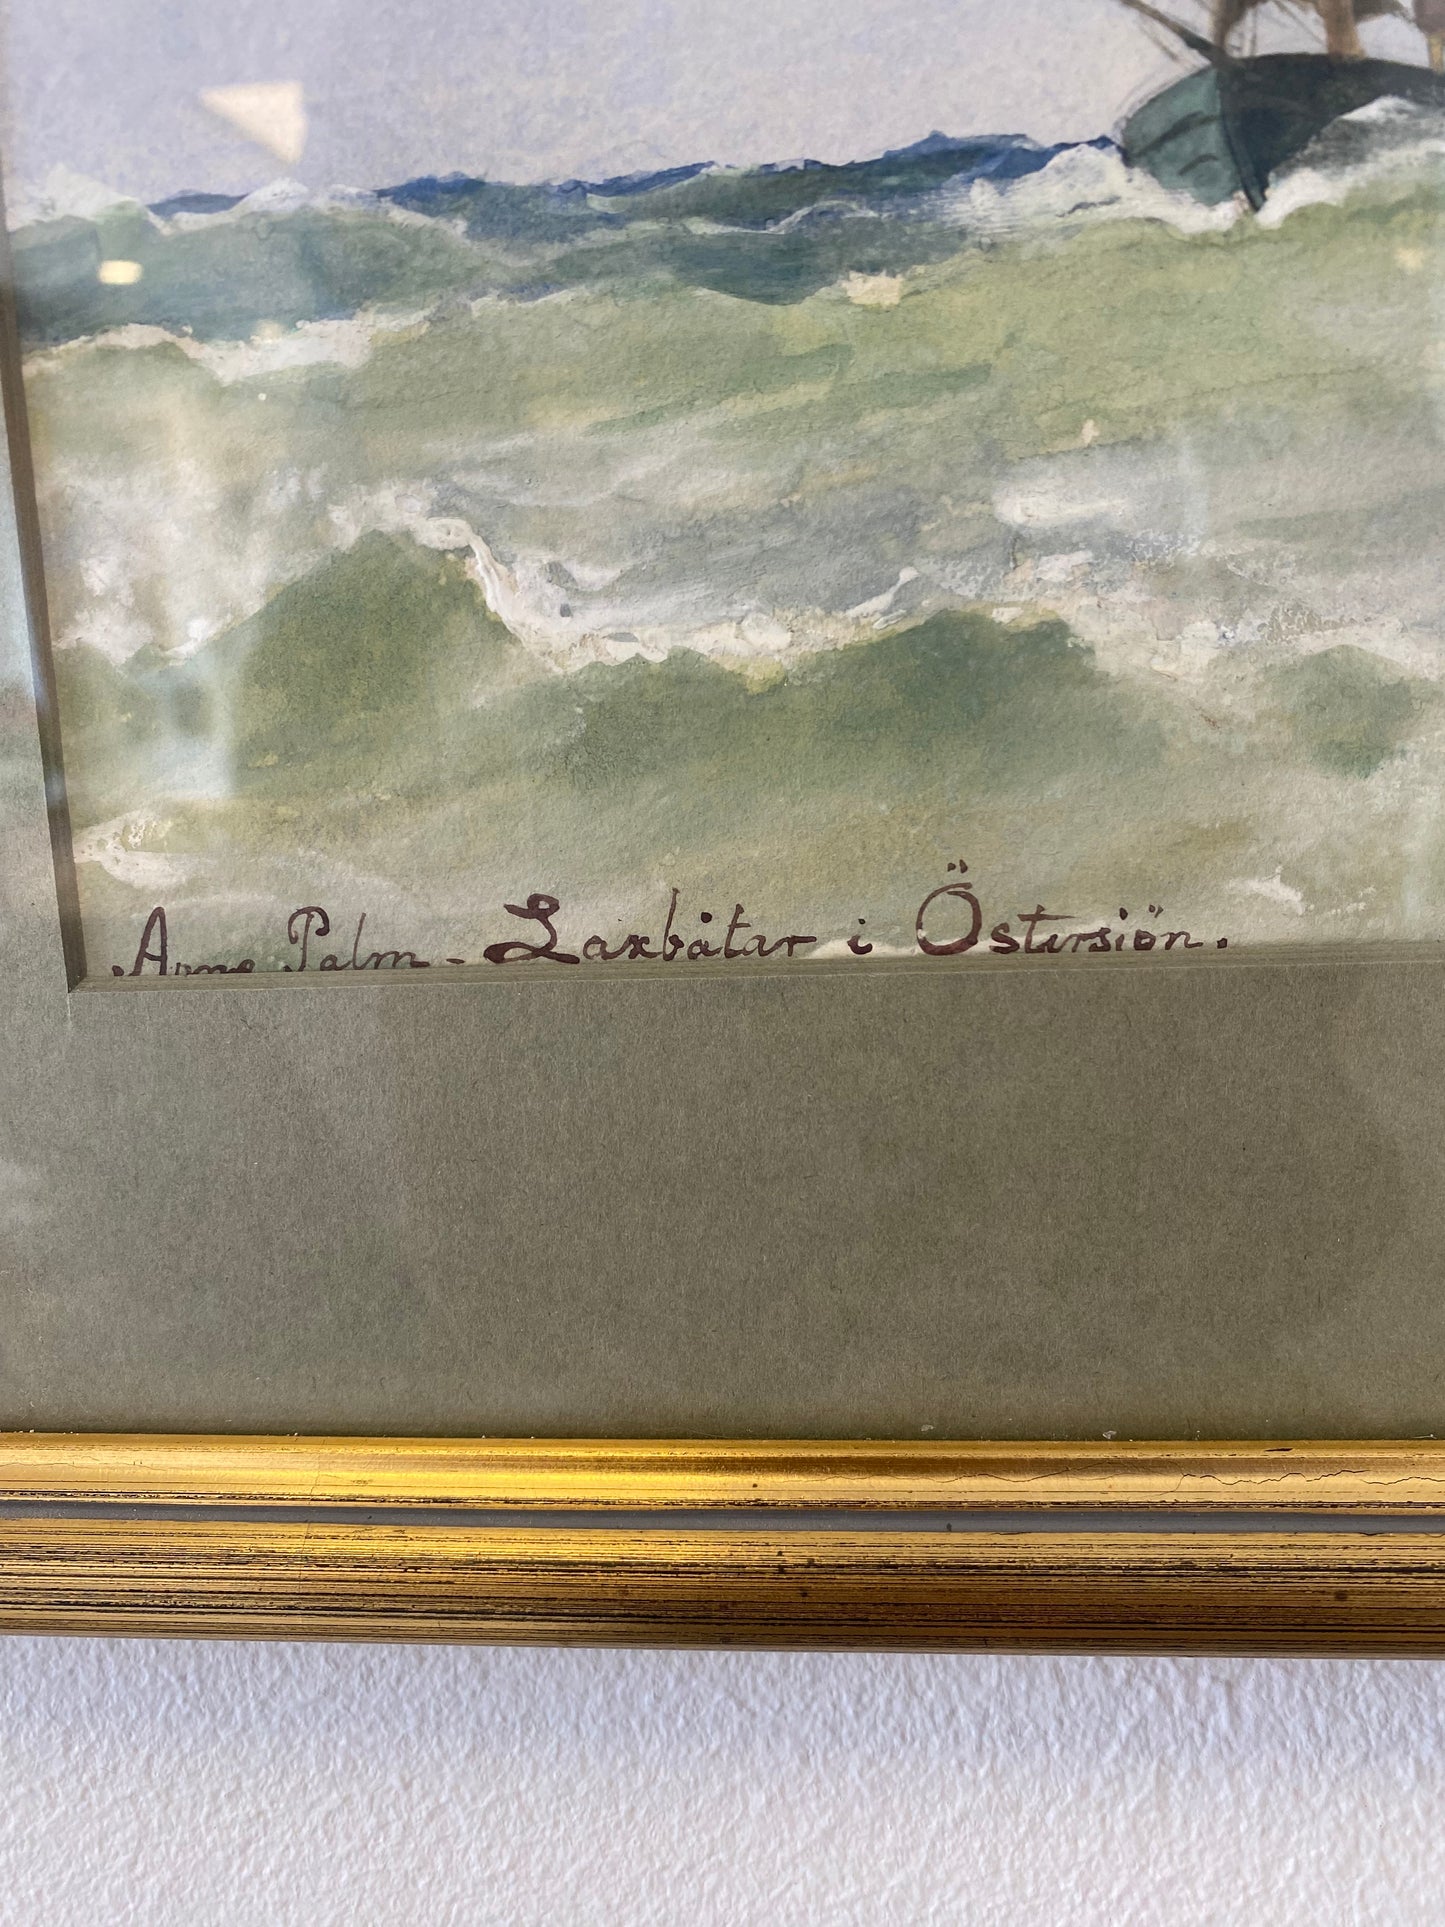 Arne Palm - Laxbåtar i Östersjön.